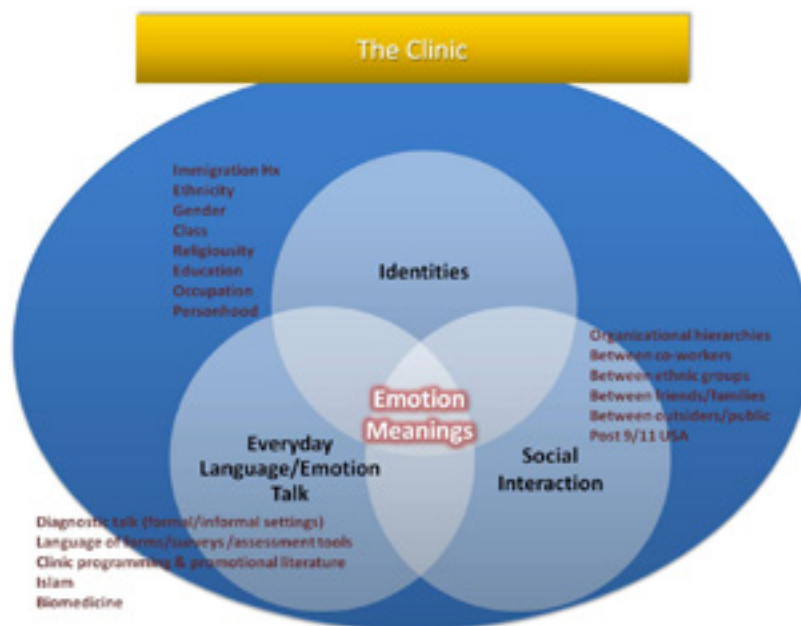 The Clinic
Immigration Hx
Ethnicity
Gender
Class
Religiousity
Education
Occupation
Personhood
Identities
Organizational hierarchies
Between co-workers
Between ethnic groups
Between friends/families
Between outsiders/public
Post 9/11 USA
Emotion
Meanings
Everyday
Language/Emotion
Talk
Social
Interaction
Diagnostic talk (formal/informal settings)
Language of forms/surveys /assessment tools
Clinic programming & promotional literature
Islam
Biomedicine